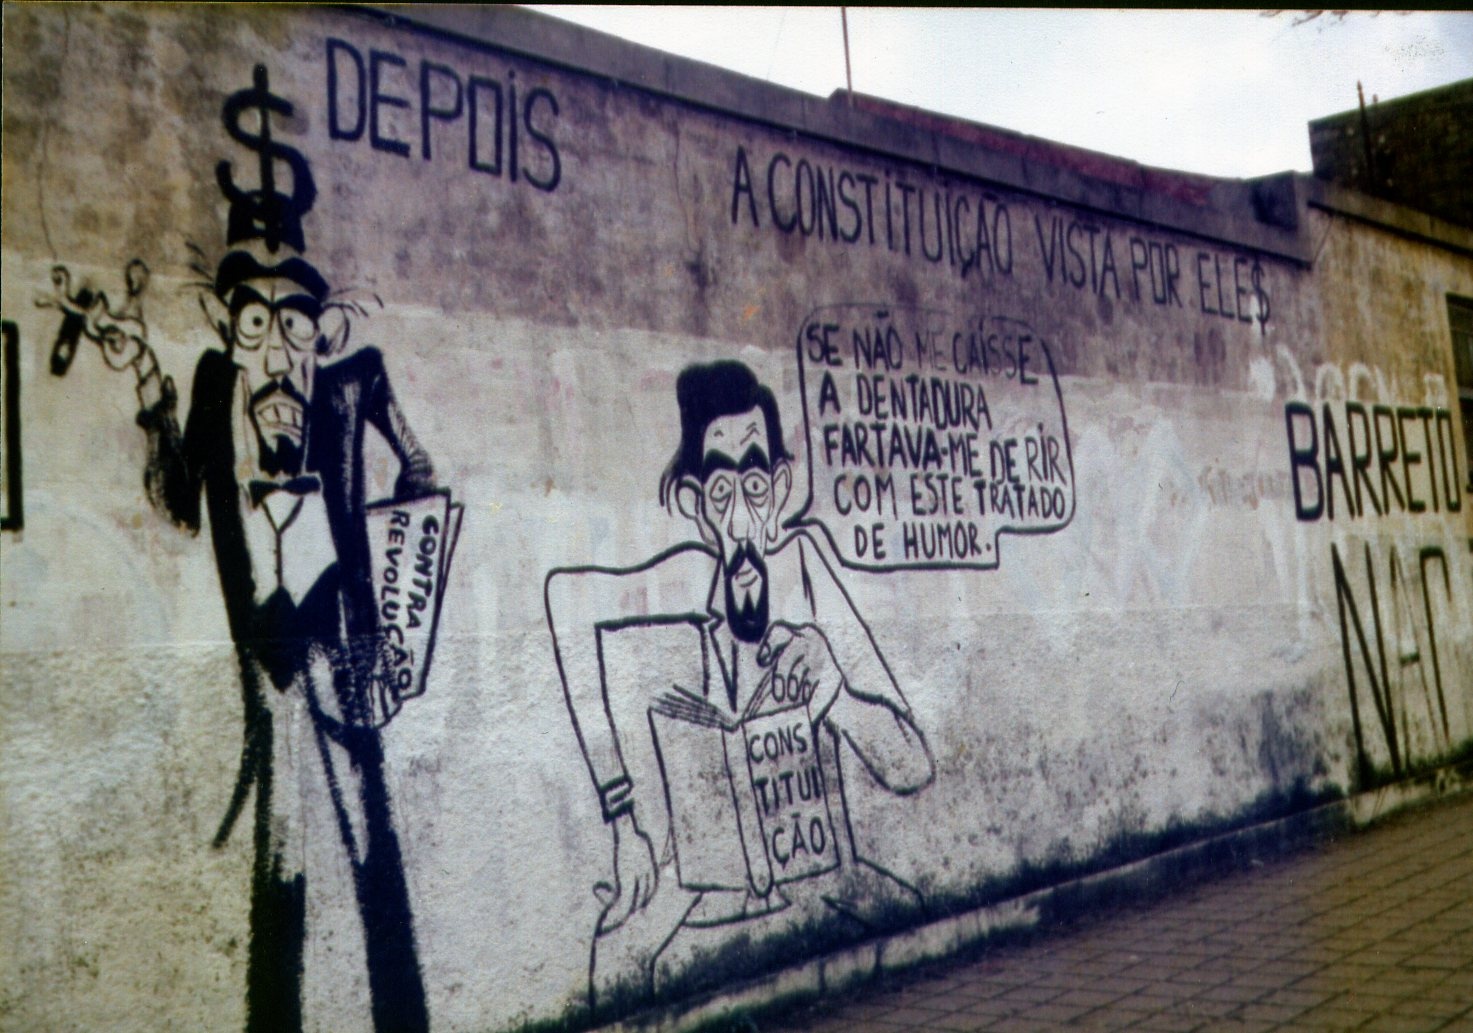 $
DEPOIS
A CONSTITUIÇÃO VISTA POR ELE$
SE NÃO ME CAÍSSE
A DENTADURA
FARTAVA-ME DE RIR
COM ESTE TRATADO
DE HUMOR.
CONTRA
REVOLUÇÃO
666
CONS
TITUI
ÇÃO
BARRETO